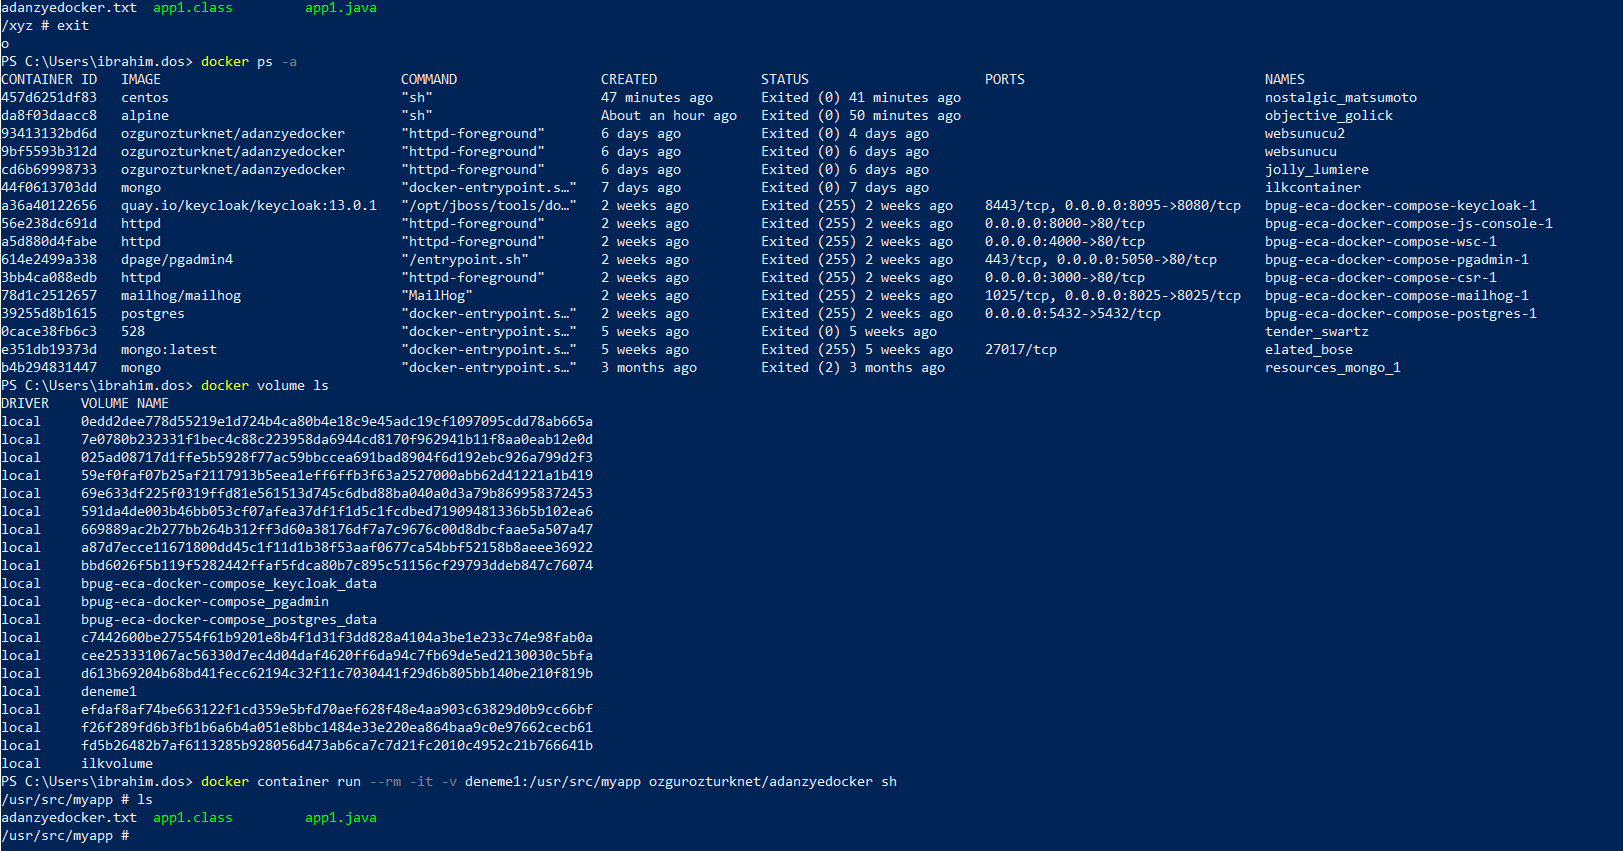 adanzyedocker.txt  app1.class         app1.java
/xyz # exit
o
PS C:\Users\ibrahim.dos> docker ps -a
CONTAINER ID   IMAGE                              COMMAND                  CREATED             STATUS                      PORTS                              NAMES
457d6251df83   centos                             "sh"                     47 minutes ago      Exited (0) 41 minutes ago                                      nostalgic_matsumoto
da8f03daacc8   alpine                             "sh"                     About an hour ago   Exited (0) 50 minutes ago                                      objective_golick
93413132bd6d   ozgurozturknet/adanzyedocker       "httpd-foreground"       6 days ago          Exited (0) 4 days ago                                          websunucu2
9bf5593b312d   ozgurozturknet/adanzyedocker       "httpd-foreground"       6 days ago          Exited (0) 6 days ago                                          websunucu
cd6b69998733   ozgurozturknet/adanzyedocker       "httpd-foreground"       6 days ago          Exited (0) 6 days ago                                          jolly_lumiere
44f0613703dd   mongo                              "docker-entrypoint.s…"   7 days ago          Exited (0) 7 days ago                                          ilkcontainer
a36a40122656   quay.io/keycloak/keycloak:13.0.1   "/opt/jboss/tools/do…"   2 weeks ago         Exited (255) 2 weeks ago    8443/tcp, 0.0.0.0:8095->8080/tcp   bpug-eca-docker-compose-keycloak-1
56e238dc691d   httpd                              "httpd-foreground"       2 weeks ago         Exited (255) 2 weeks ago    0.0.0.0:8000->80/tcp               bpug-eca-docker-compose-js-console-1
a5d880d4fabe   httpd                              "httpd-foreground"       2 weeks ago         Exited (255) 2 weeks ago    0.0.0.0:4000->80/tcp               bpug-eca-docker-compose-wsc-1
614e2499a338   dpage/pgadmin4                     "/entrypoint.sh"         2 weeks ago         Exited (255) 2 weeks ago    443/tcp, 0.0.0.0:5050->80/tcp      bpug-eca-docker-compose-pgadmin-1
3bb4ca088edb   httpd                              "httpd-foreground"       2 weeks ago         Exited (255) 2 weeks ago    0.0.0.0:3000->80/tcp               bpug-eca-docker-compose-csr-1
78d1c2512657   mailhog/mailhog                    "MailHog"                2 weeks ago         Exited (255) 2 weeks ago    1025/tcp, 0.0.0.0:8025->8025/tcp   bpug-eca-docker-compose-mailhog-1
39255d8b1615   postgres                           "docker-entrypoint.s…"   2 weeks ago         Exited (255) 2 weeks ago    0.0.0.0:5432->5432/tcp             bpug-eca-docker-compose-postgres-1
0cace38fb6c3   528                                "docker-entrypoint.s…"   5 weeks ago         Exited (0) 5 weeks ago                                         tender_swartz
e351db19373d   mongo:latest                       "docker-entrypoint.s…"   5 weeks ago         Exited (255) 5 weeks ago    27017/tcp                          elated_bose
b4b294831447   mongo                              "docker-entrypoint.s…"   3 months ago        Exited (2) 3 months ago                                        resources_mongo_1
PS C:\Users\ibrahim.dos> docker volume ls
DRIVER    VOLUME NAME
local     0edd2dee778d55219e1d724b4ca80b4e18c9e45adc19cf1097095cdd78ab665a
local     7e0780b232331f1bec4c88c223958da6944cd8170f962941b11f8aa0eab12e0d
local     025ad08717d1ffe5b5928f77ac59bbccea691bad8904f6d192ebc926a799d2f3
local     59ef0faf07b25af2117913b5eea1eff6ffb3f63a2527000abb62d41221a1b419
local     69e633df225f0319ffd81e561513d745c6dbd88ba040a0d3a79b869958372453
local     591da4de003b46bb053cf07afea37df1f1d5c1fcdbed71909481336b5b102ea6
local     669889ac2b277bb264b312ff3d60a38176df7a7c9676c00d8dbcfaae5a507a47
local     a87d7ecce11671800dd45c1f11d1b38f53aaf0677ca54bbf52158b8aeee36922
local     bbd6026f5b119f5282442ffaf5fdca80b7c895c51156cf29793ddeb847c76074
local     bpug-eca-docker-compose_keycloak_data
local     bpug-eca-docker-compose_pgadmin
local     bpug-eca-docker-compose_postgres_data
local     c7442600be27554f61b9201e8b4f1d31f3dd828a4104a3be1e233c74e98fab0a
local     cee253331067ac56330d7ec4d04daf4620ff6da94c7fb69de5ed2130030c5bfa
local     d613b69204b68bd41fecc62194c32f11c7030441f29d6b805bb140be210f819b
local     deneme1
local     efdaf8af74be663122f1cd359e5bfd70aef628f48e4aa903c63829d0b9cc66bf
local     f26f289fd6b3fb1b6a6b4a051e8bbc1484e33e220ea864baa9c0e97662cecb61
local     fd5b26482b7af6113285b928056d473ab6ca7c7d21fc2010c4952c21b766641b
local     ilkvolume
PS C:\Users\ibrahim.dos> docker container run --rm -it -v deneme1:/usr/src/myapp ozgurozturknet/adanzyedocker sh
/usr/src/myapp # ls
adanzyedocker.txt  app1.class         app1.java
/usr/src/myapp #